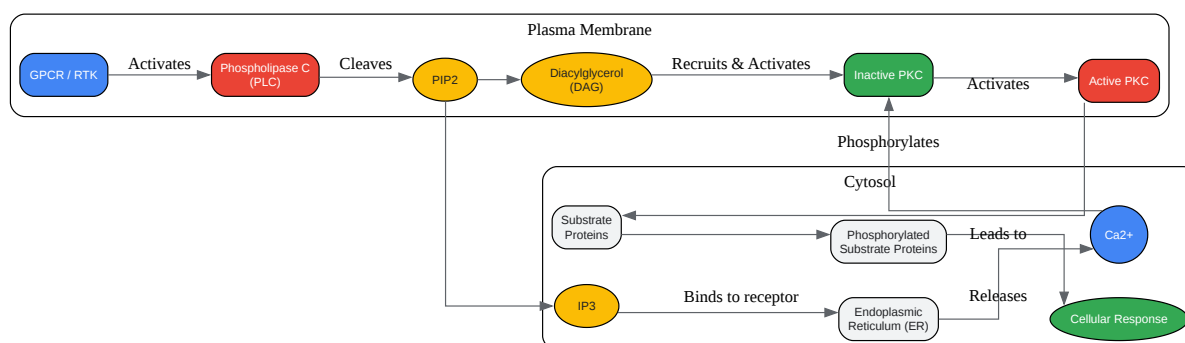 Plasma Membrane
GPCR / RTK
Activates
Phospholipase C
(PLC)
Cleaves
PIP2
Diacylglycerol
(DAG)
Recruits & Activates
Inactive PKC
Activates
Active PKC
Phosphorylates
Cytosol
Substrate
Proteins
Phosphorylated
Substrate Proteins
Leads to
Ca2+
IP3
Binds to receptor
Endoplasmic
Reticulum (ER)
Releases
Cellular Response